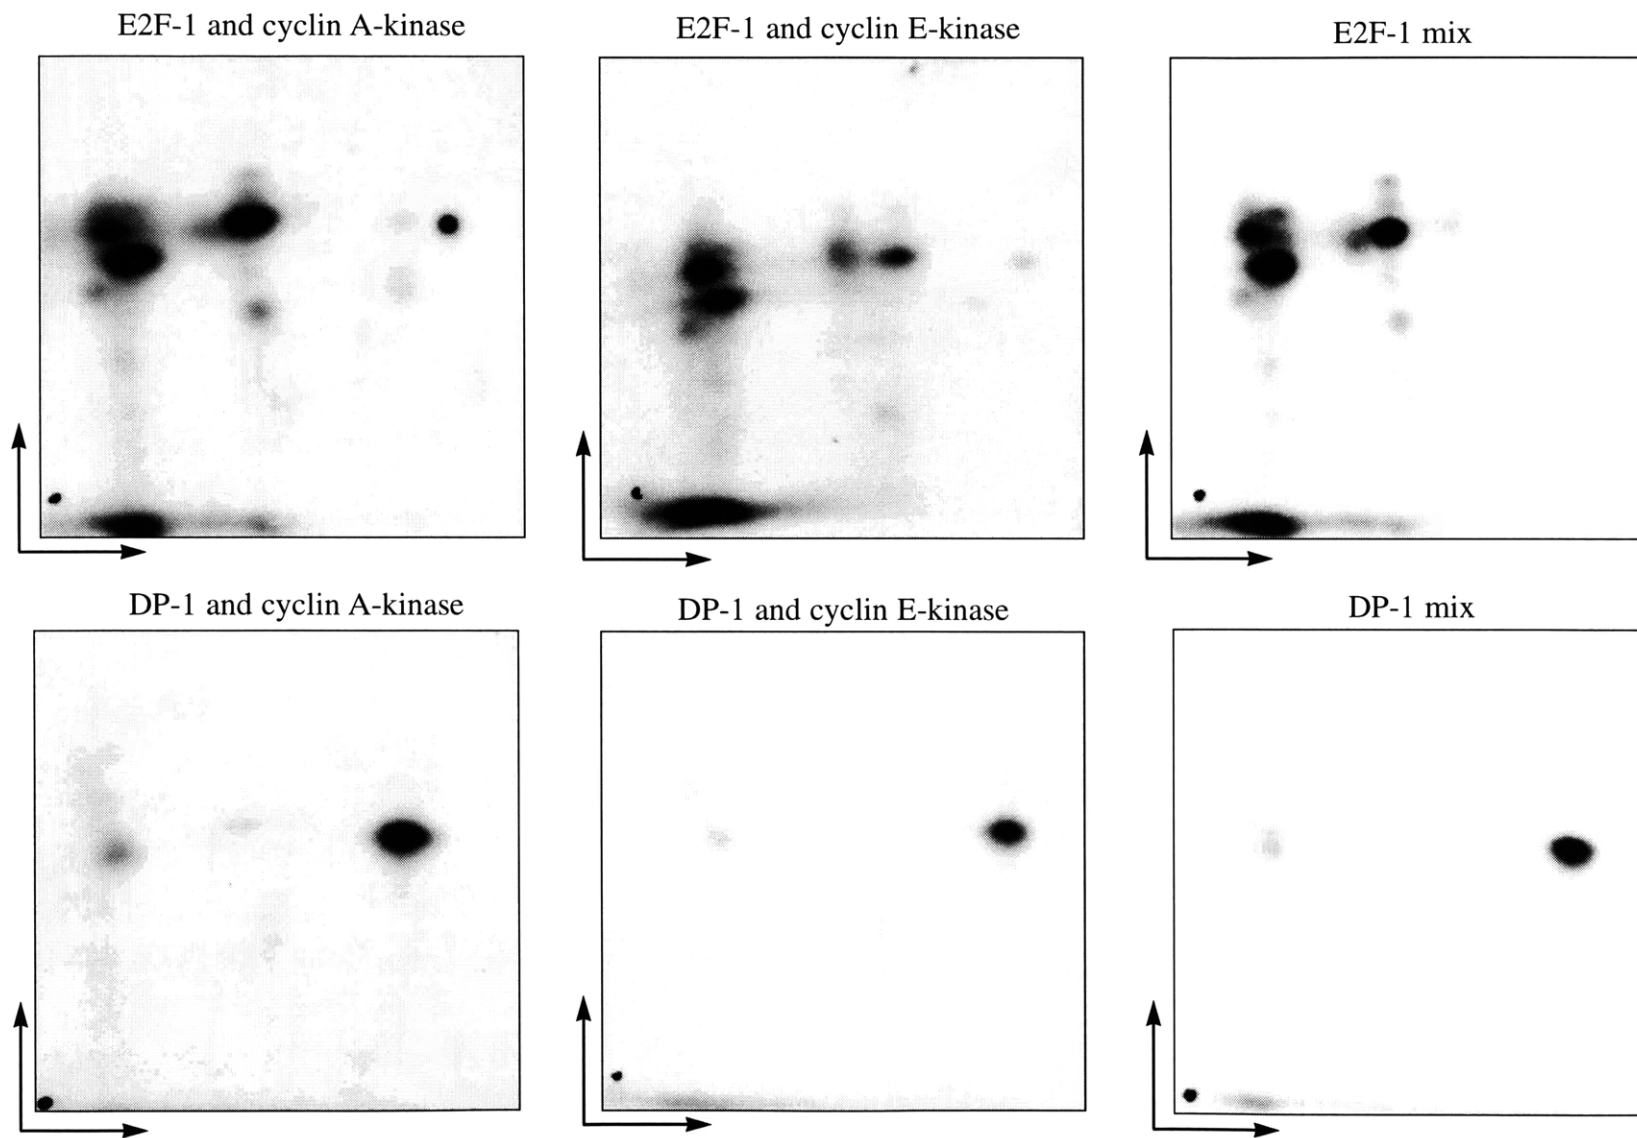 E2F-1 and cyclin A-kinase
E2F-1 and cyclin E-kinase
E2F-1 mix
DP-1 and cyclin A-kinase
DP-1 and cyclin E-kinase
DP-1 mix